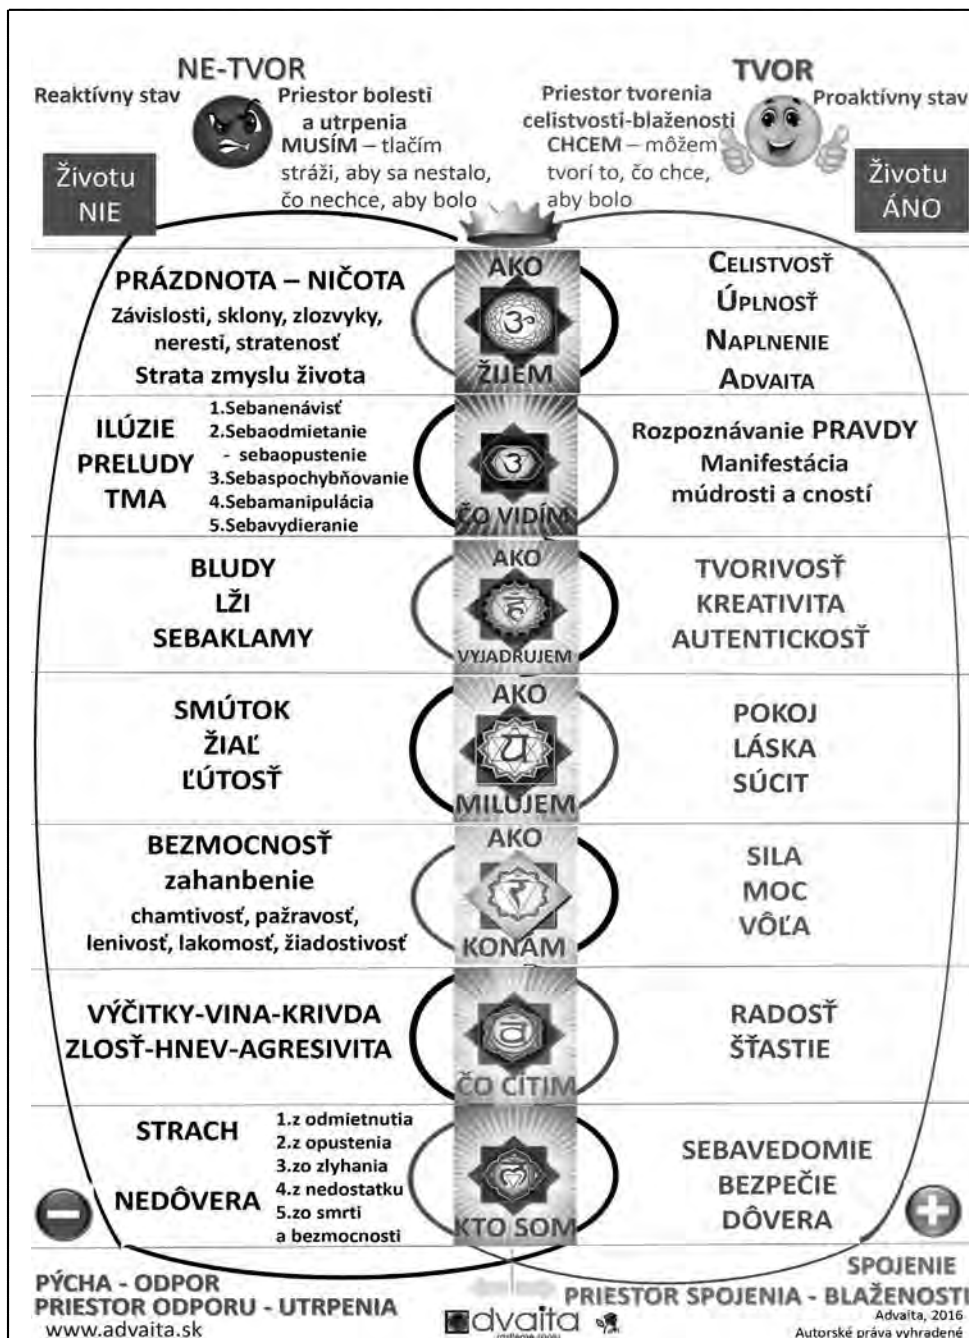 NE-TVOR
Reaktívny stav
Priestor bolesti
a utrpenia
MUSÍM – tlačím
stráži, aby sa nestalo,
čo nechce, aby bolo
Životu
NIE
TVOR
Priestor tvorenia
celistvosti-blaženosti
CHCEM – môžem
tvorí to, čo chce,
aby bolo
Proaktívny stav
Životu
ÁNO
PRÁZDNOTA – NIČOTA
Závislosti, sklony, zlozvyky,
neresti, stratenosť
Strata zmyslu života
AKO
ŽIJEM
CELISTVOSŤ
ÚPLNOSŤ
NAPLNENIE
ADVAITA
ILÚZIE
PRELUDY
TMA
1.Sebanenávisť
2.Sebaodmietanie
- sebaopustenie
3.Sebaspochybňovanie
4.Sebamanipulácia
5.Sebavydieranie
ČO VIDÍM
Rozpoznávanie PRAVDY
Manifestácia
múdrosti a cností
BLUDY
LŽI
SEBAKLAMY
AKO
VYJADRUJEM
TVORIVOSŤ
KREATIVITA
AUTENTICKOSŤ
SMÚTOK
ŽIAĽ
ĽÚTOSŤ
AKO
MILUJEM
POKOJ
LÁSKA
SÚCIT
BEZMOCNOSŤ
zahanbenie
chamtivosť, pažravosť,
lenivosť, lakomosť, žiadostivosť
AKO
KONÁM
SILA
MOC
VÔĽA
VÝČITKY-VINA-KRIVDA
ZLOSŤ-HNEV-AGRESIVITA
ČO CÍTIM
RADOSŤ
ŠŤASTIE
STRACH
NEDÔVERA
1.z odmietnutia
2.z opustenia
3.zo zlyhania
4.z nedostatku
5.zo smrti
a bezmocnosti
KTO SOM
SEBAVEDOMIE
BEZPEČIE
DÔVERA
PÝCHA - ODPOR
PRIESTOR ODPORU - UTRPENIA
www.advaita.sk
advaita
SPOJENIE
PRIESTOR SPOJENIA - BLAŽENOSTI
Advaita, 2016
Autorské práva vyhradené